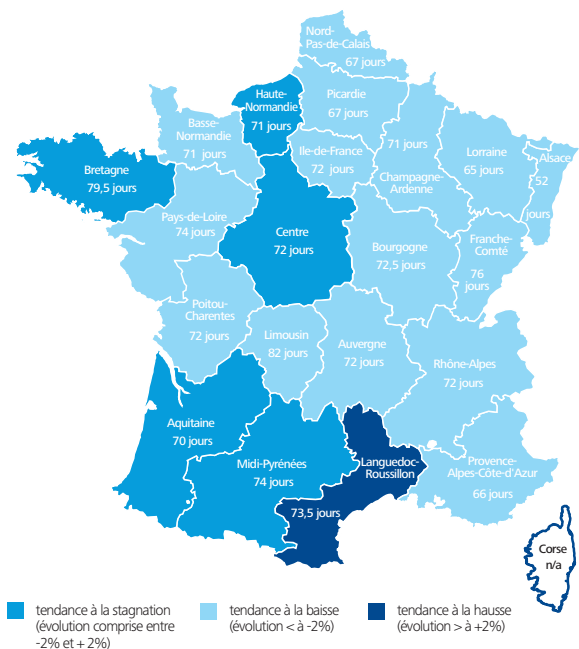 Nord-
Pas-de-Calais
67 jours
Haute-
Normandie
71 jours
Picardie
67 jours
Basse-
Normandie
71 jours
Ile-de-France
72 jours
71 jours
Champagne-
Ardenne
Lorraine
65 jours
Alsace
52
jours
Bretagne
79,5 jours
Pays-de-Loire
74 jours
Centre
72 jours
Bourgogne
72,5 jours
Franche-
Comté
76
jours
Poitou-
Charentes
72 jours
Limousin
82 jours
Auvergne
72 jours
Rhône-Alpes
72 jours
Aquitaine
70 jours
Midi-Pyrénées
74 jours
Languedoc-
Roussillon
73,5 jours
Provence-
Alpes-Côte-d'Azur
66 jours
Corse
n/a
tendance à la stagnation
(évolution comprise entre
-2% et + 2%)
tendance à la baisse
(évolution < à -2%)
tendance à la hausse
(évolution > à +2%)